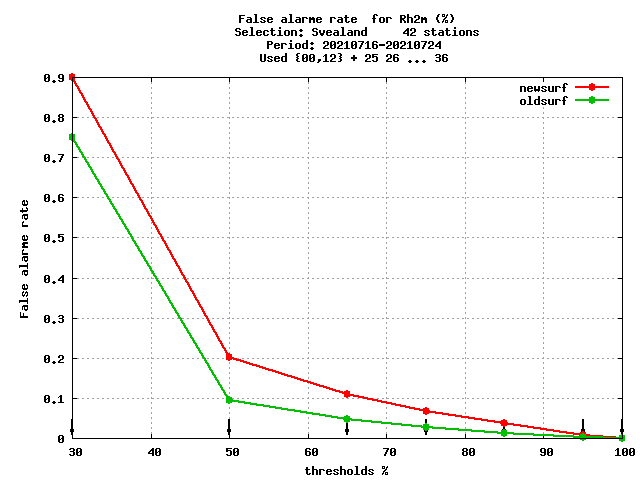 False alarme rate  for Rh2m (%)
Selection: Svealand     42 stations
Period: 20210716-20210724
Used {00,12} + 25 26 ... 36
newsurf
oldsurf
0,9
0,8
0,7
0,6
0,5
0,4
0,3
0,2
0,1
0
False alarme rate
30 40 50 60 70 80 90 100
thresholds %